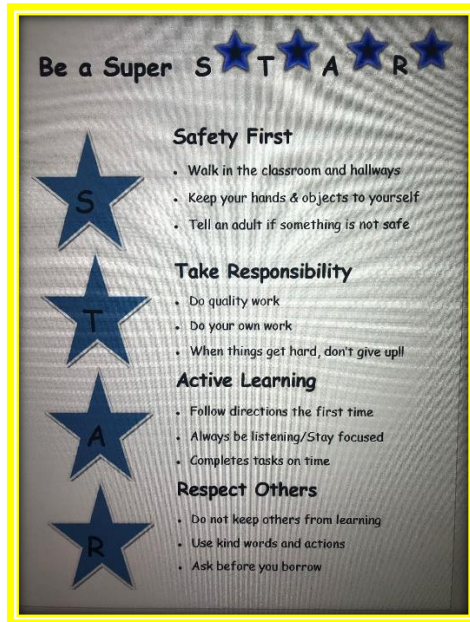 Be a Super S T A R
Safety First
• Walk in the classroom and hallways
• Keep your hands & objects to yourself
• Tell an adult if something is not safe
S
Take Responsibility
• Do quality work
• Do your own work
• When things get hard, don't give up!!
T
Active Learning
• Follow directions the first time
• Always be listening/Stay focused
• Completes tasks on time
A
Respect Others
• Do not keep others from learning
• Use kind words and actions
• Ask before you borrow
R